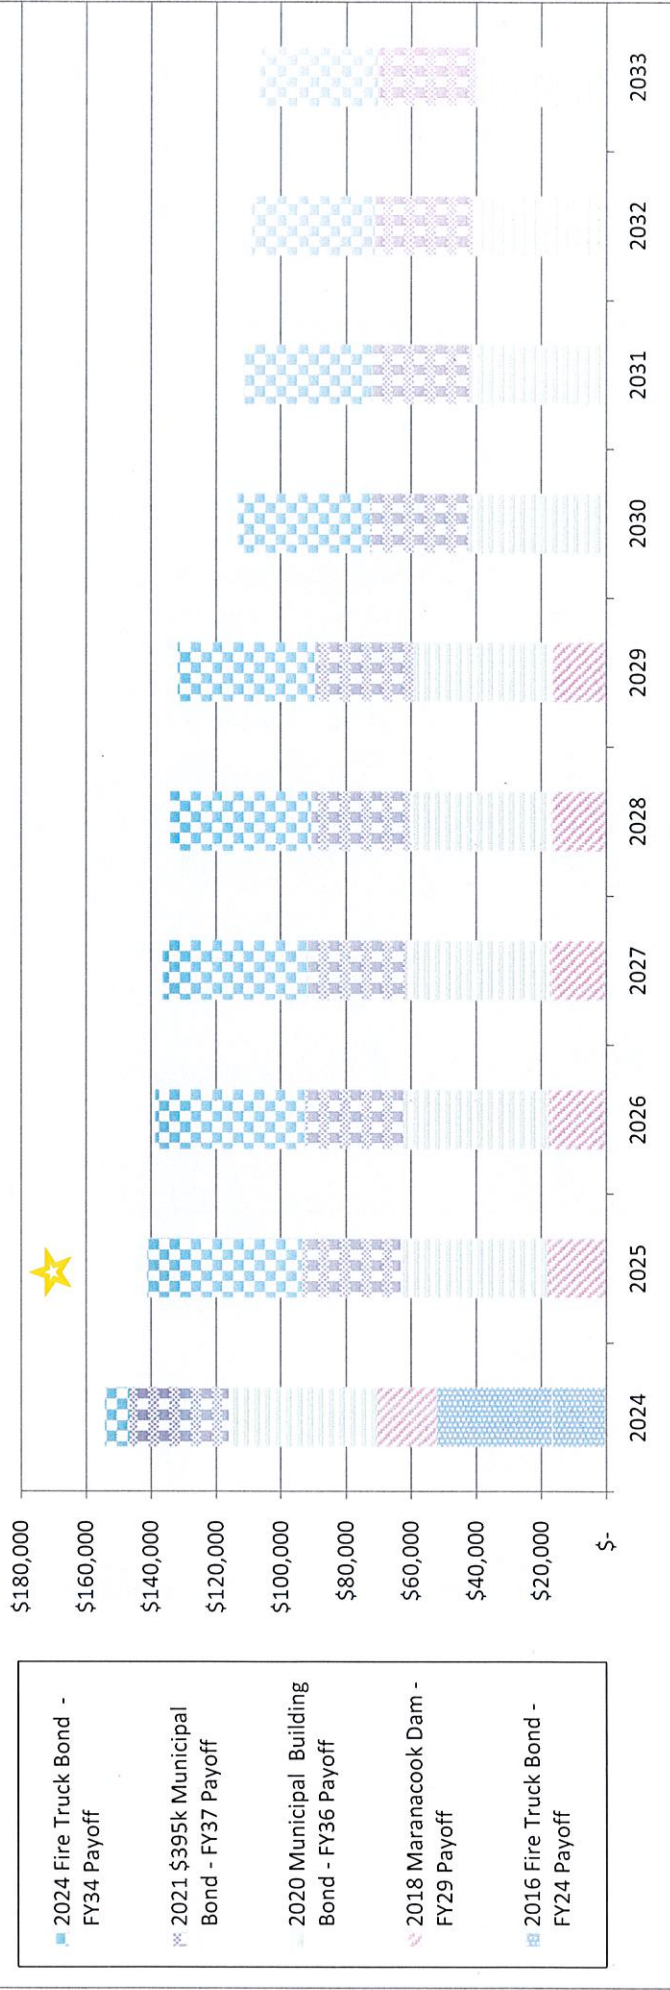 2024 Fire Truck Bond -
FY34 Payoff
2021 $395k Municipal
Bond - FY37 Payoff
2020 Municipal Building
Bond - FY36 Payoff
2018 Maranacook Dam -
FY29 Payoff
2016 Fire Truck Bond -
FY24 Payoff
$180,000
$160,000
$140,000
$120,000
$100,000
$80,000
$60,000
$40,000
$20,000
$-
2024
2025
2026
2027
2028
2029
2030
2031
2032
2033